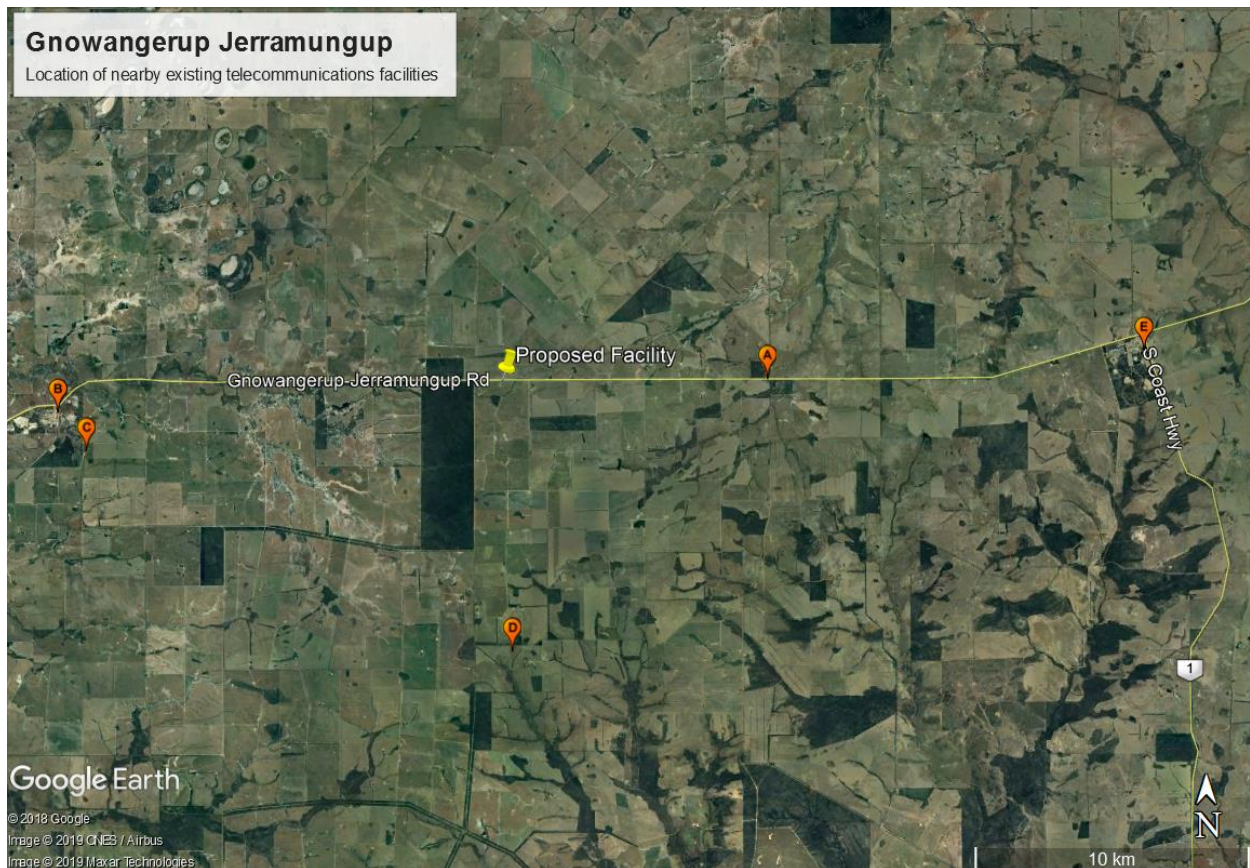 Gnowangerup Jerramungup
Location of nearby existing telecommunications facilities
E
Proposed Facility
A
Gnowangerup-Jerramungup Rd
B
S Coast Hwy
C
D
1
Google Earth
© 2018 Google
Image © 2019 CNES / Airbus
Image © 2019 Maxar Technologies
N
10 km